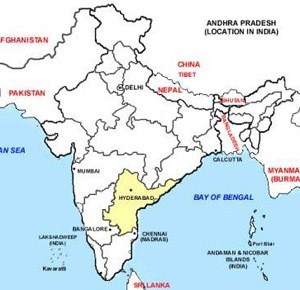 ANDHRA PRADESH
(LOCATION IN INDIA)
AFGHANISTAN
CHINA
TIBET
DELHI
NEPAL
PAKISTAN
BHUTAN
BANGLADESH
AN SEA
CALCUTTA
MUMBAI
MYANMA
(BURMA
HYDERABAD
BAY OF BENGAL
BANGALORE
CHENNAI
(MADRAS)
LAKSHADWEEP
(INDIA)
Kavaratti
Port Blair
ANDAMAN & NICOBAR
ISLANDS
(INDIA)
SRI LANKA